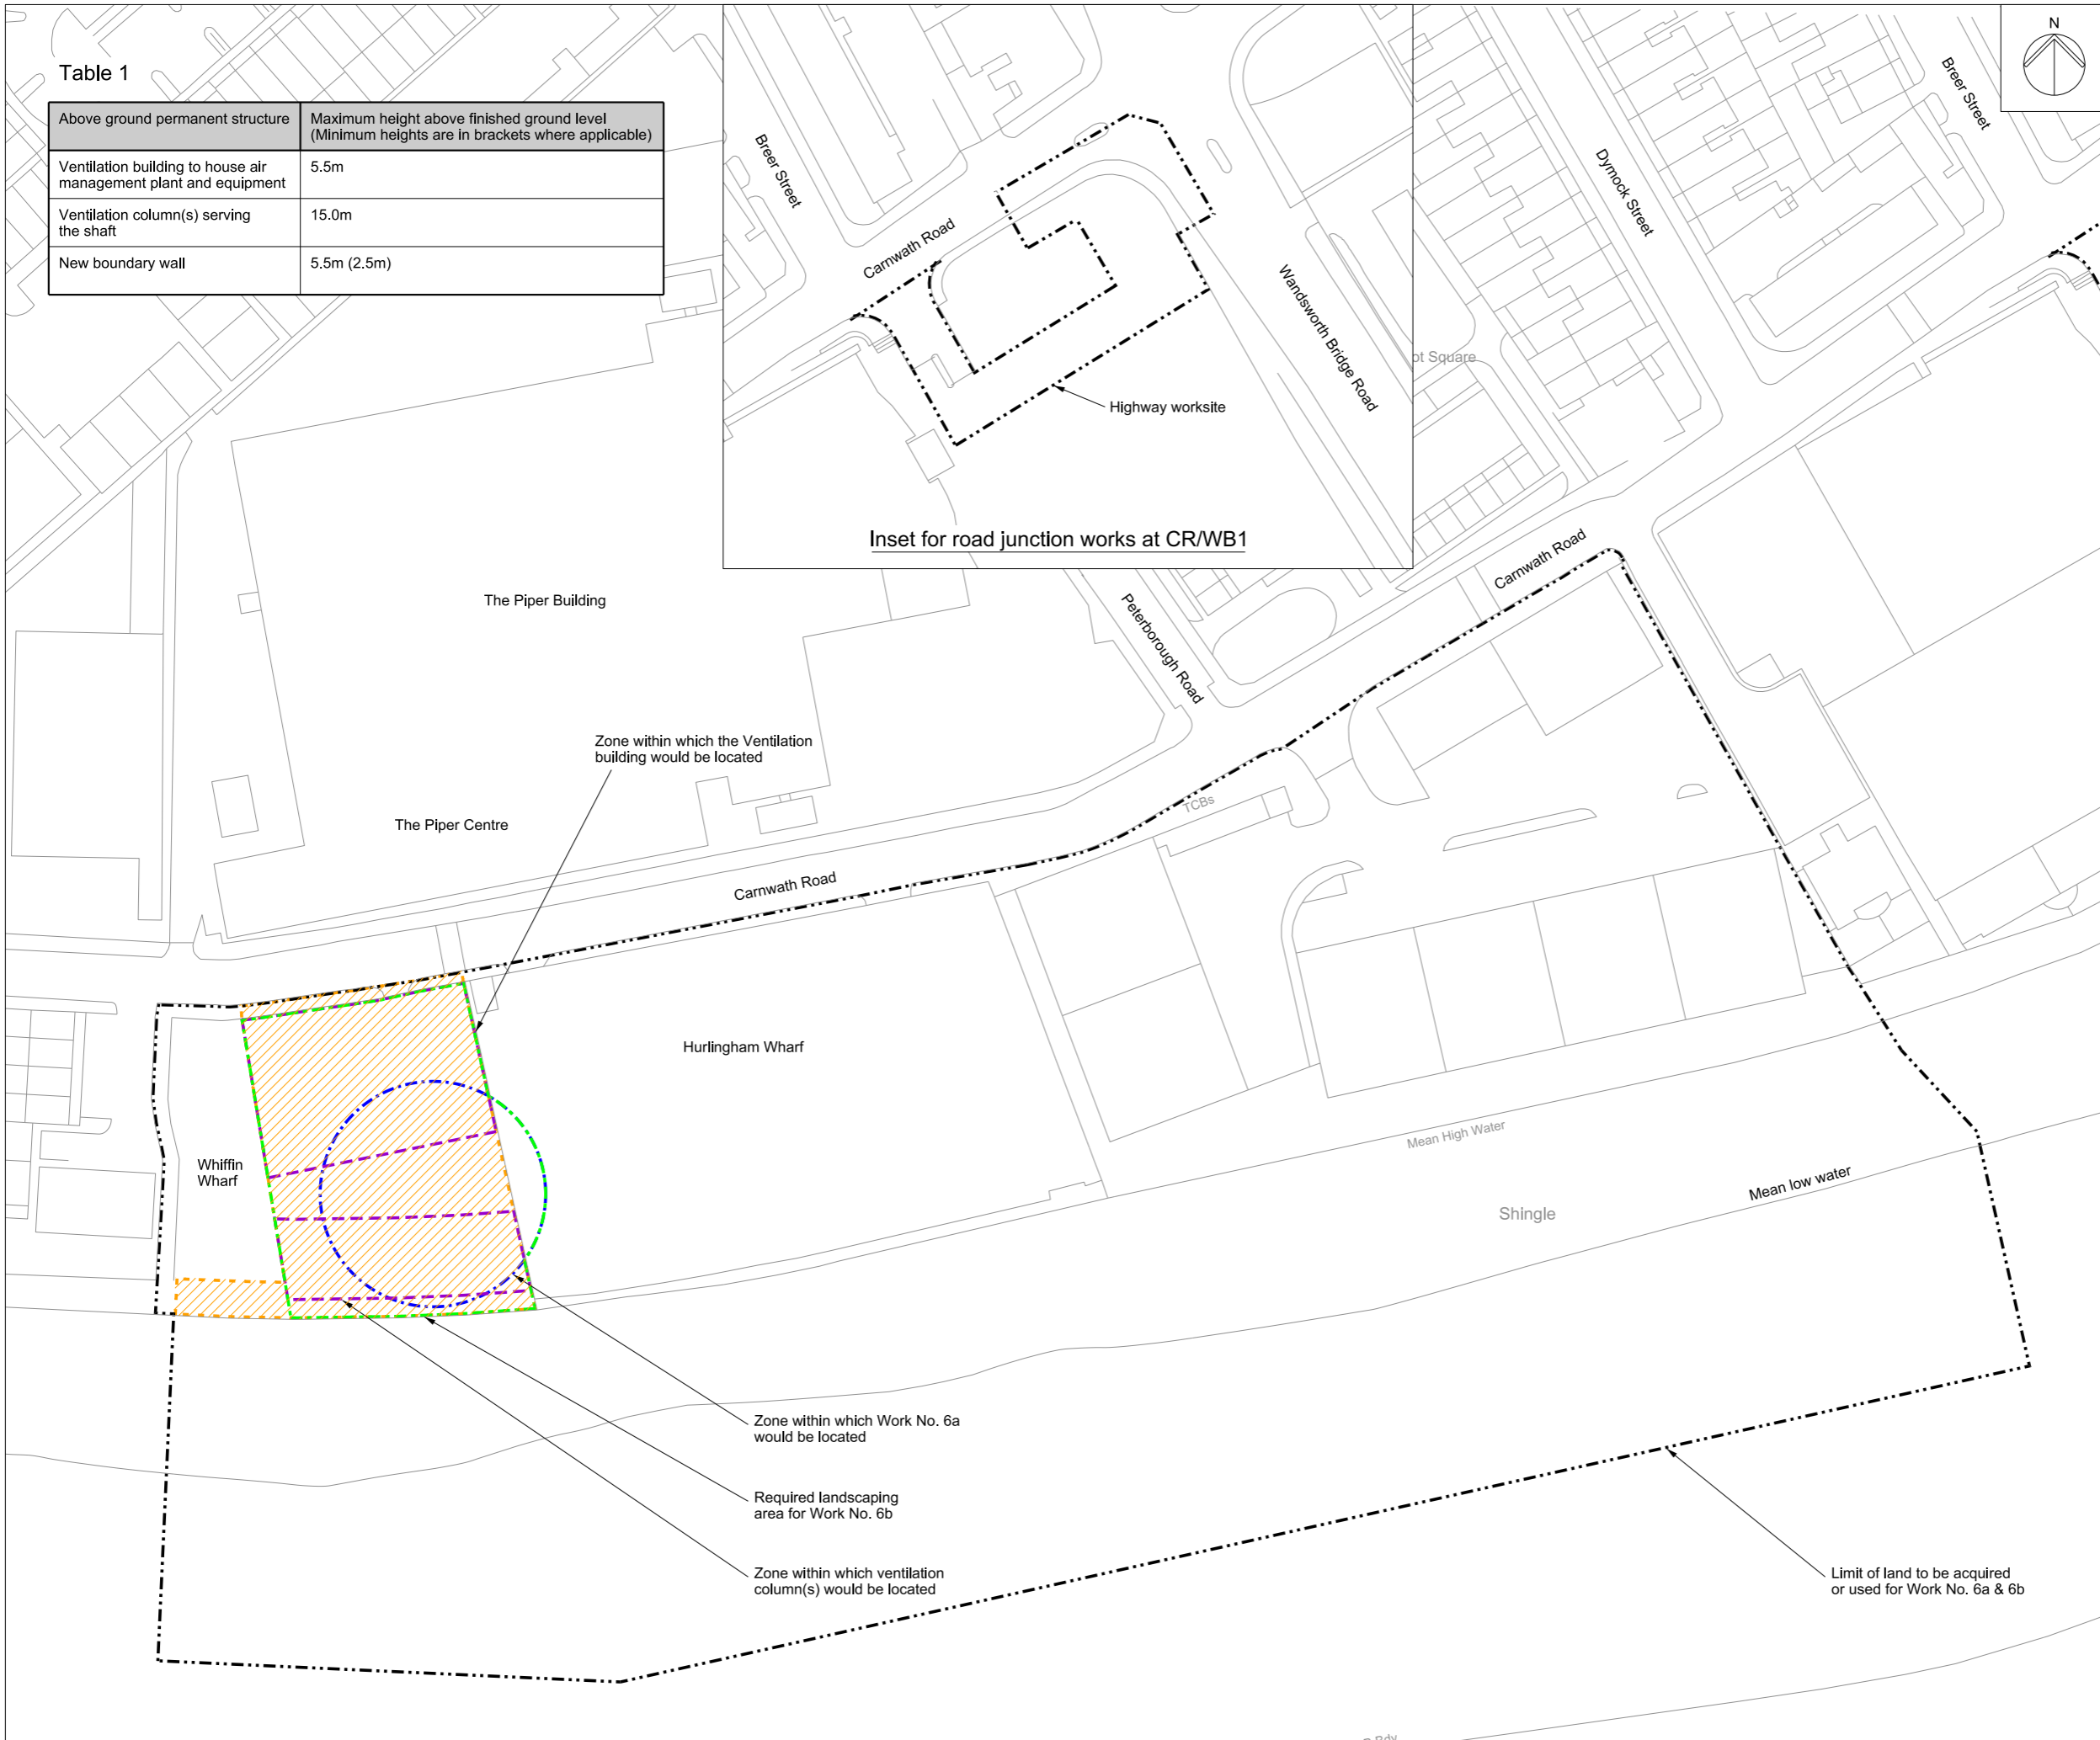 Table 1
Above ground permanent structure
Maximum height above finished ground level
(Minimum heights are in brackets where applicable)
Ventilation building to house air
management plant and equipment
5.5m
Ventilation column(s) serving
the shaft
15.0m
New boundary wall
5.5m (2.5m)
Breer Street
Carnwath Road
Wandsworth Bridge Road
Highway worksite
Inset for road junction works at CR/WB1
N
Breer Street
Dymock Street
ot Square
Carnwath Road
Peterborough Road
The Piper Building
Zone within which the Ventilation
building would be located
TCBs
The Piper Centre
Carnwath Road
Hurlingham Wharf
Whiffin
Wharf
Mean High Water
Mean low water
Shingle
Zone within which Work No. 6a
would be located
Required landscaping
area for Work No. 6b
Zone within which ventilation
column(s) would be located
Limit of land to be acquired
or used for Work No. 6a & 6b